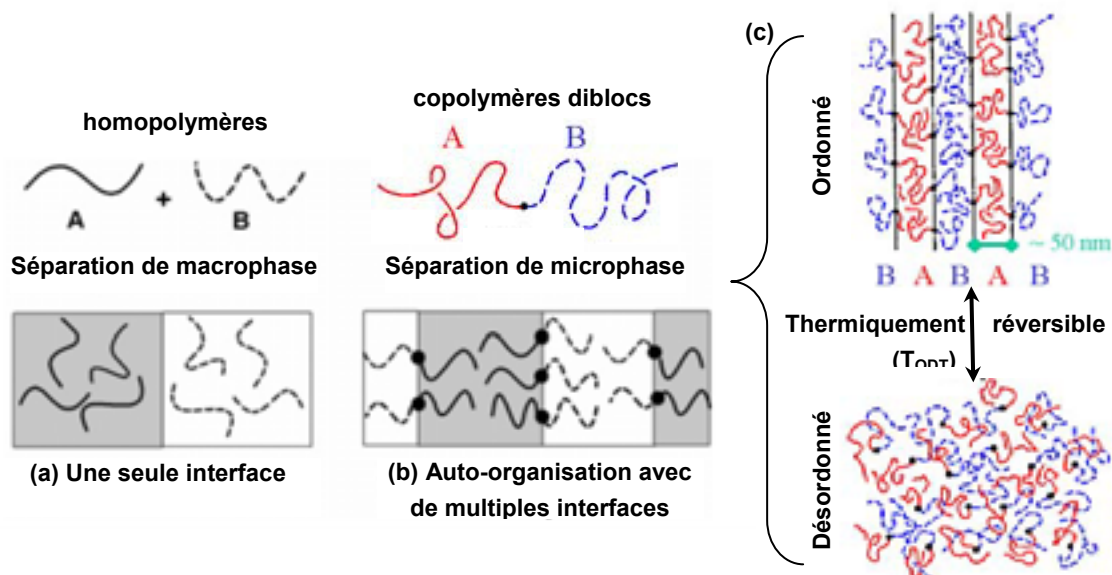 homopolymères
A + B
Séparation de macrophase
(a) Une seule interface
copolymères diblocs
A B
Séparation de microphase
(b) Auto-organisation avec
de multiples interfaces
(c)
Ordonné
~ 50 nm
B A B A B
Thermiquement réversible
(TODT)
Désordonné